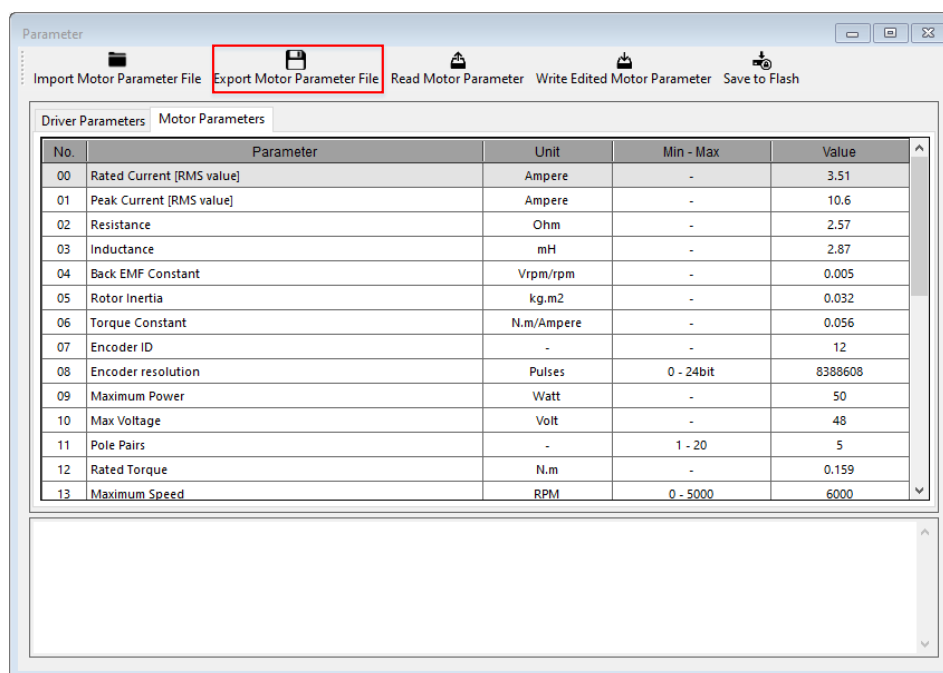 Parameter
Import Motor Parameter File Export Motor Parameter File Read Motor Parameter Write Edited Motor Parameter Save to Flash
Driver Parameters Motor Parameters
No. Parameter Unit Min - Max Value
00 Rated Current [RMS value] Ampere - 3.51
01 Peak Current [RMS value] Ampere - 10.6
02 Resistance Ohm - 2.57
03 Inductance mH - 2.87
04 Back EMF Constant Vrpm/rpm - 0.005
05 Rotor Inertia kg.m2 - 0.032
06 Torque Constant N.m/Ampere - 0.056
07 Encoder ID - - 12
08 Encoder resolution Pulses 0 - 24bit 8388608
09 Maximum Power Watt - 50
10 Max Voltage Volt - 48
11 Pole Pairs - 1 - 20 5
12 Rated Torque N.m - 0.159
13 Maximum Speed RPM 0 - 5000 6000